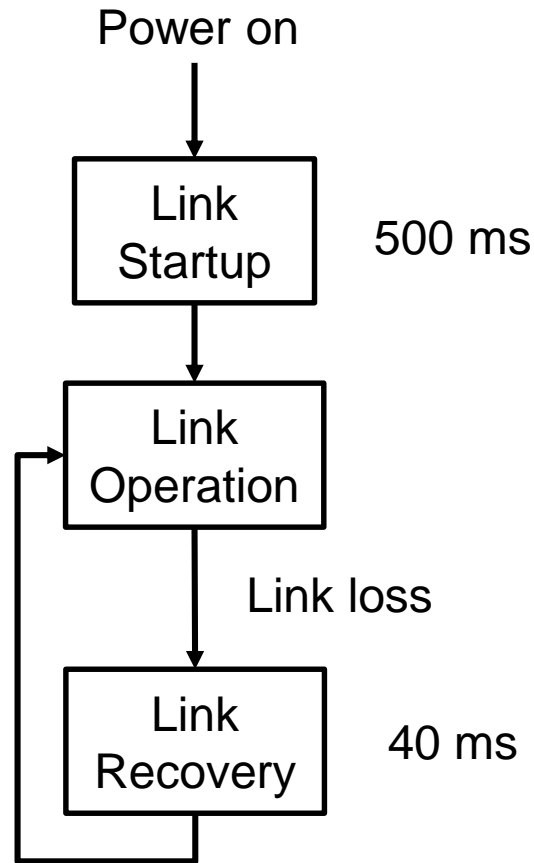 Power on
Link
Startup
500 ms
Link
Operation
Link loss
Link
Recovery
40 ms